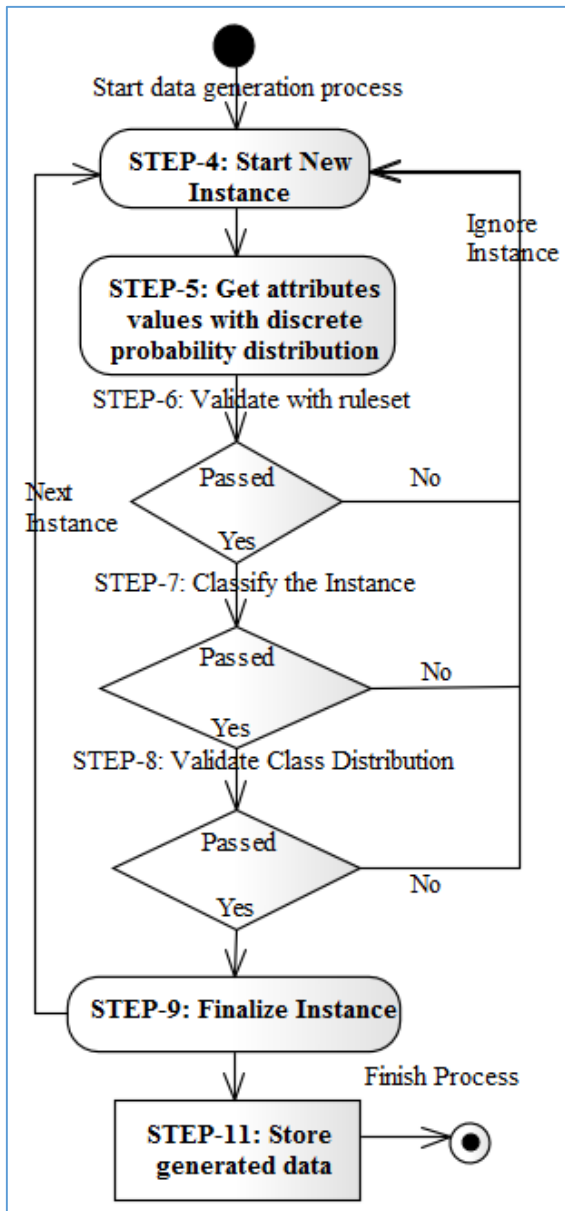 Start data generation process
STEP-4: Start New
Instance
Ignore
Instance
STEP-5: Get attributes
values with discrete
probability distribution
STEP-6: Validate with ruleset
Passed
No
Next
Instance
Yes
STEP-7: Classify the Instance
Passed
No
Yes
STEP-8: Validate Class Distribution
Passed
No
Yes
STEP-9: Finalize Instance
Finish Process
STEP-11: Store
generated data